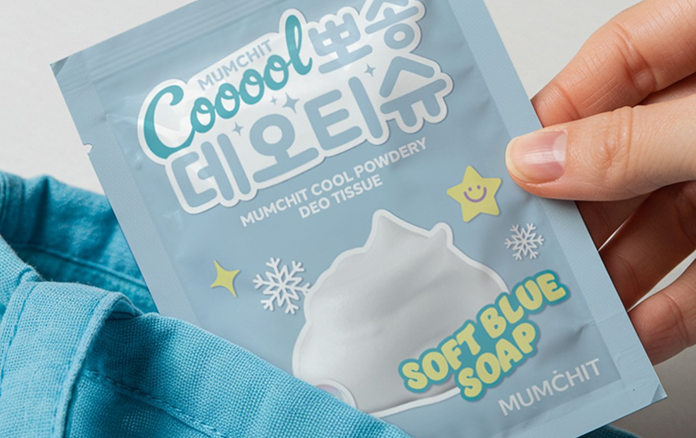 MUMCHIT
Cooool뽀송
데오티슈
MUMCHIT COOL POWDERY
DEO TISSUE
SOFT BLUE
SOAP
MUMCHIT